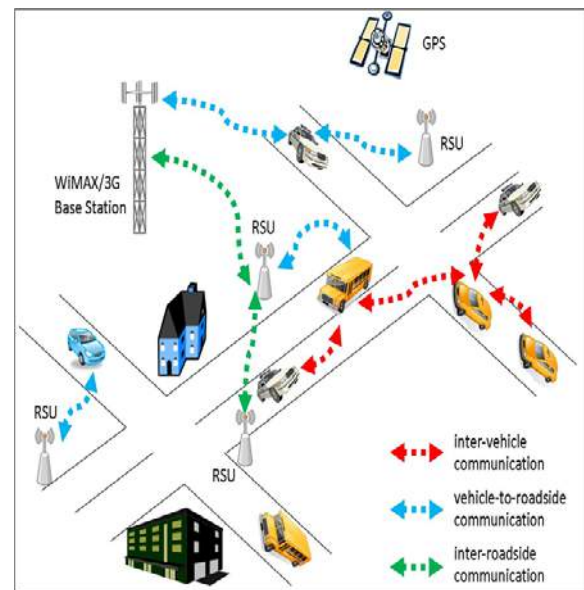 GPS
RSU
WiMAX/3G
Base Station
RSU
RSU
RSU
inter-vehicle
communication
vehicle-to-roadside
communication
inter-roadside
communication